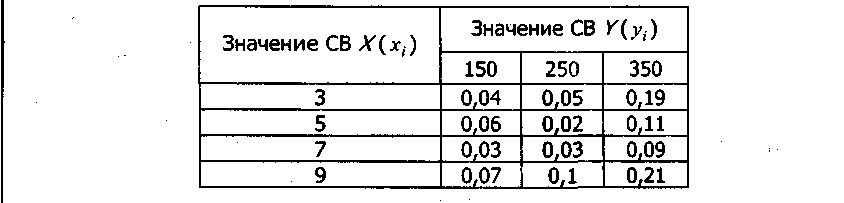 Значение СВ X(xᵢ) Значение СВ Y(yᵢ)
150 250 350
3 0,04 0,05 0,19
5 0,06 0,02 0,11
7 0,03 0,03 0,09
9 0,07 0,1 0,21